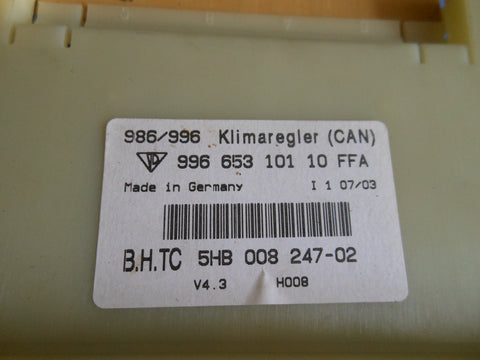 986/996 Klimaregler (CAN)
996 653 101 10 FFA
Made in Germany I 1 07/03
B.H.TC 5HB 008 247-02
V4.3 H008